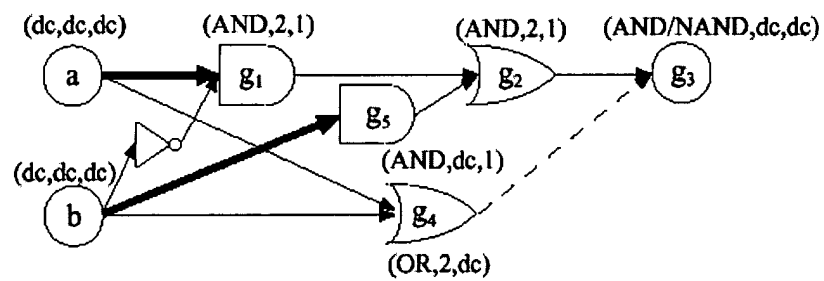 (dc,dc,dc) (AND,2,1) (AND,2,1) (AND/NAND,dc,dc)
a g₁ g₂ g₃
g₅
(dc,dc,dc) (AND,dc,1)
b g₄
(OR,2,dc)